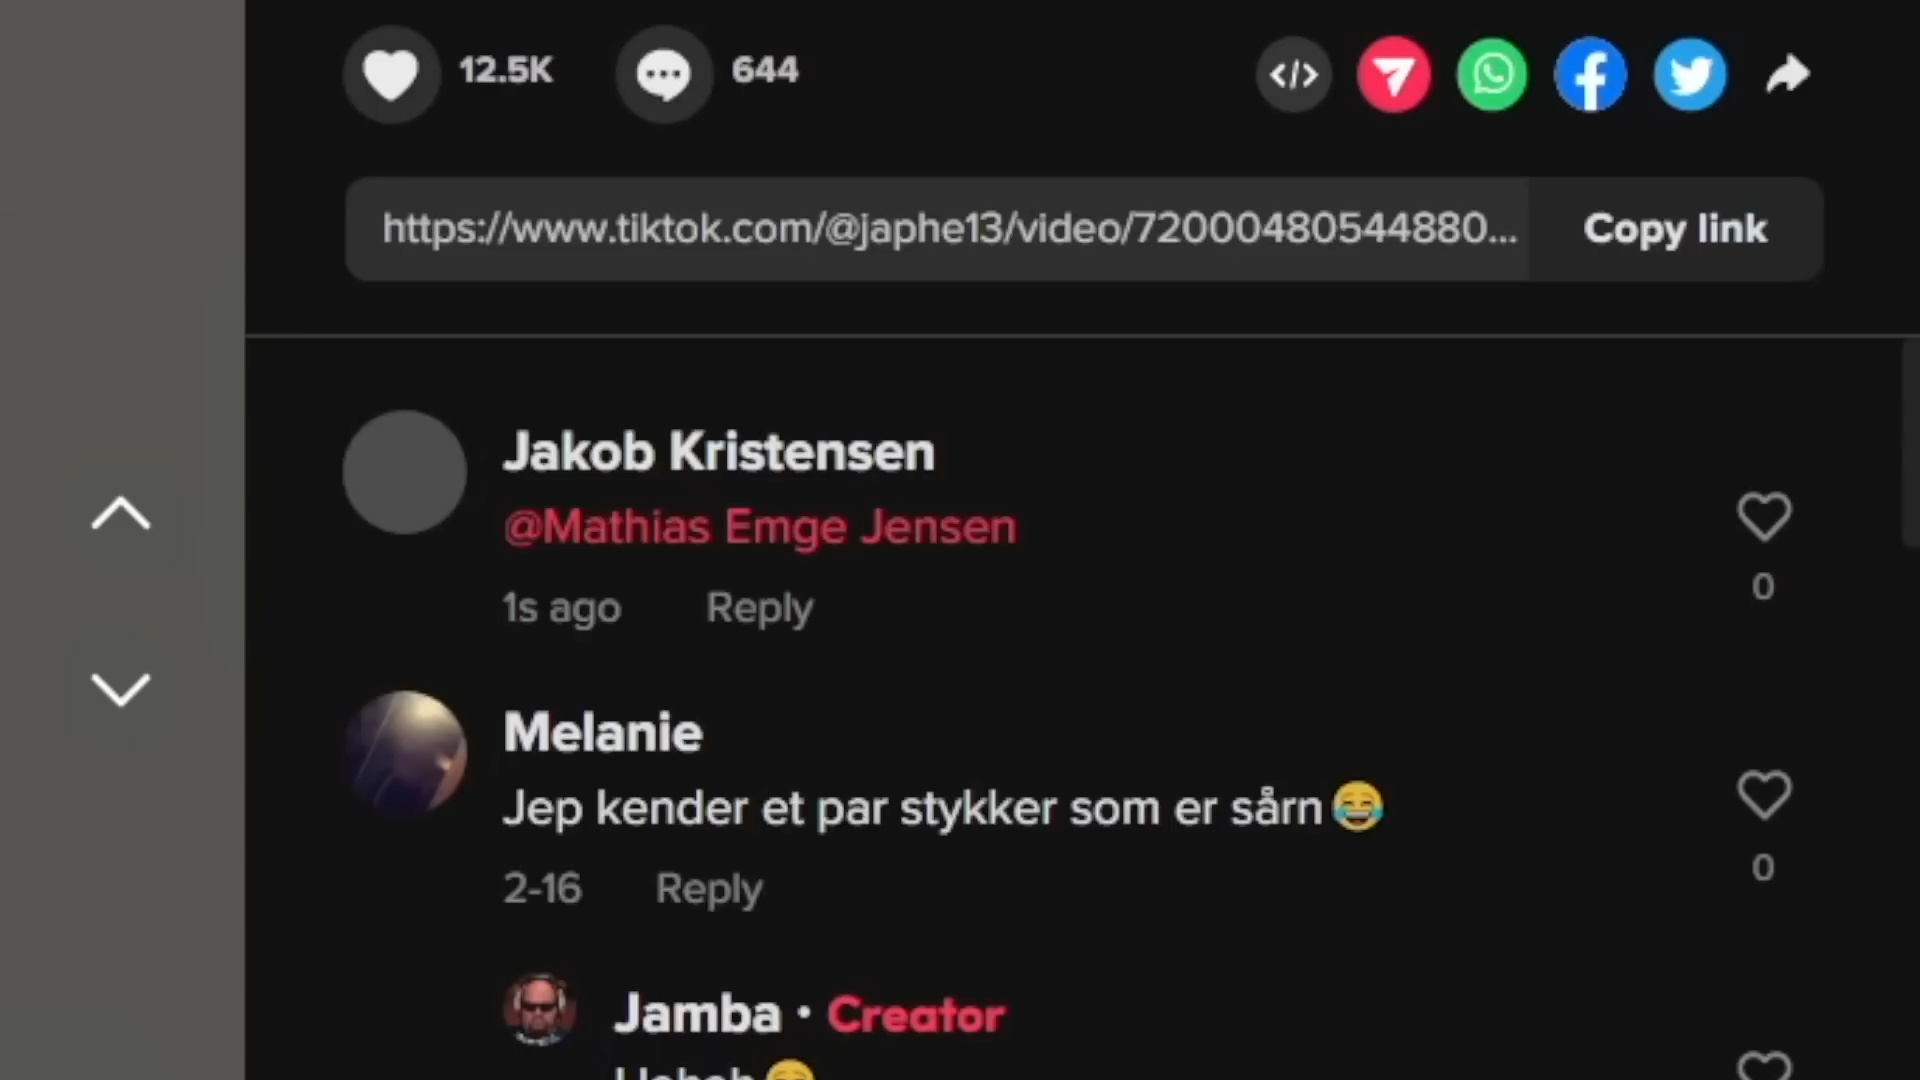 12.5K
644
https://www.tiktok.com/@japhe13/video/72000480544880...
Copy link
Jakob Kristensen
@Mathias Emge Jensen
1s ago Reply
0
Melanie
Jep kender et par stykker som er sårn😂
2-16 Reply
0
Jamba · Creator